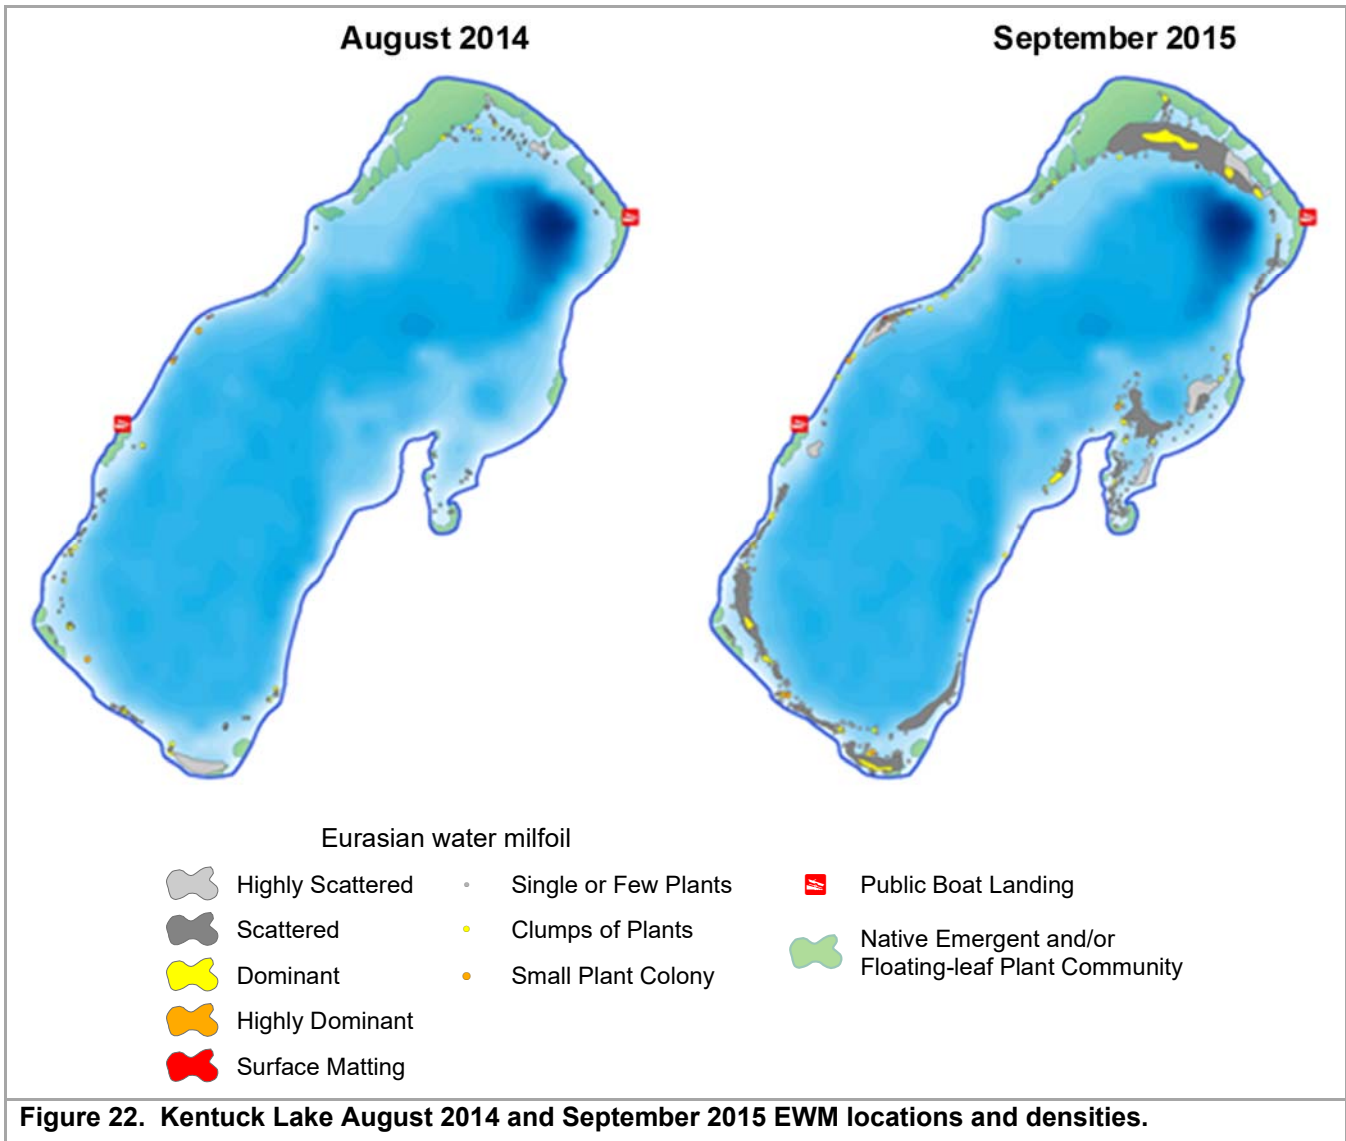 August 2014
September 2015
Eurasian water milfoil
Highly Scattered
Single or Few Plants
Public Boat Landing
Scattered
Clumps of Plants
Native Emergent and/or
Floating-leaf Plant Community
Dominant
Small Plant Colony
Highly Dominant
Surface Matting
Figure 22. Kentuck Lake August 2014 and September 2015 EWM locations and densities.